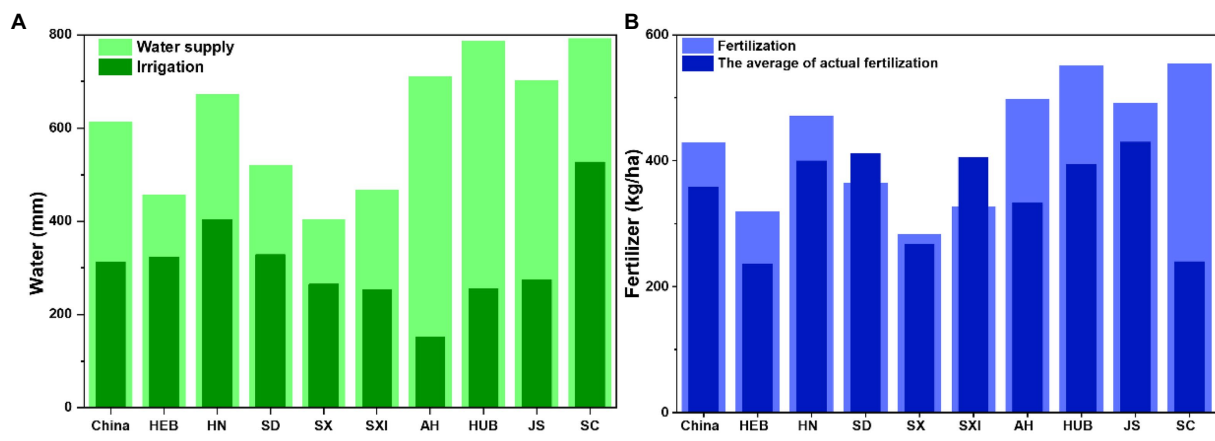 A
Water (mm)
800
600
400
200
0
Water supply
Irrigation
China HEB HN SD SX SXI AH HUB JS SC
B
Fertilizer (kg/ha)
600
400
200
0
Fertilization
The average of actual fertilization
China HEB HN SD SX SXI AH HUB JS SC